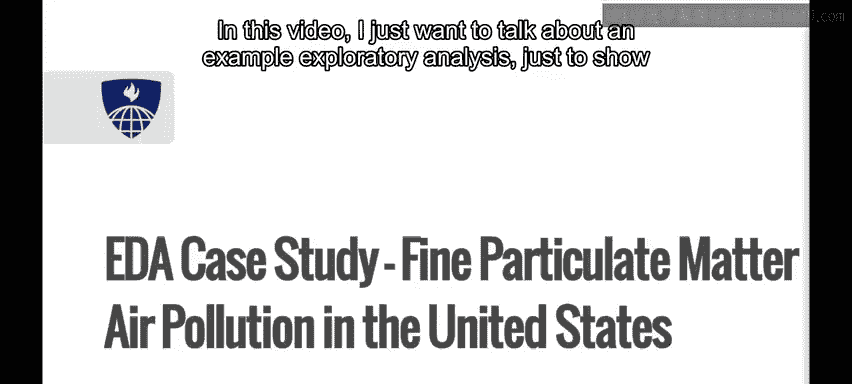 In this video, I just want to talk about an
example exploratory analysis, just to show
EDA Case Study - Fine Particulate Matter
Air Pollution in the United States